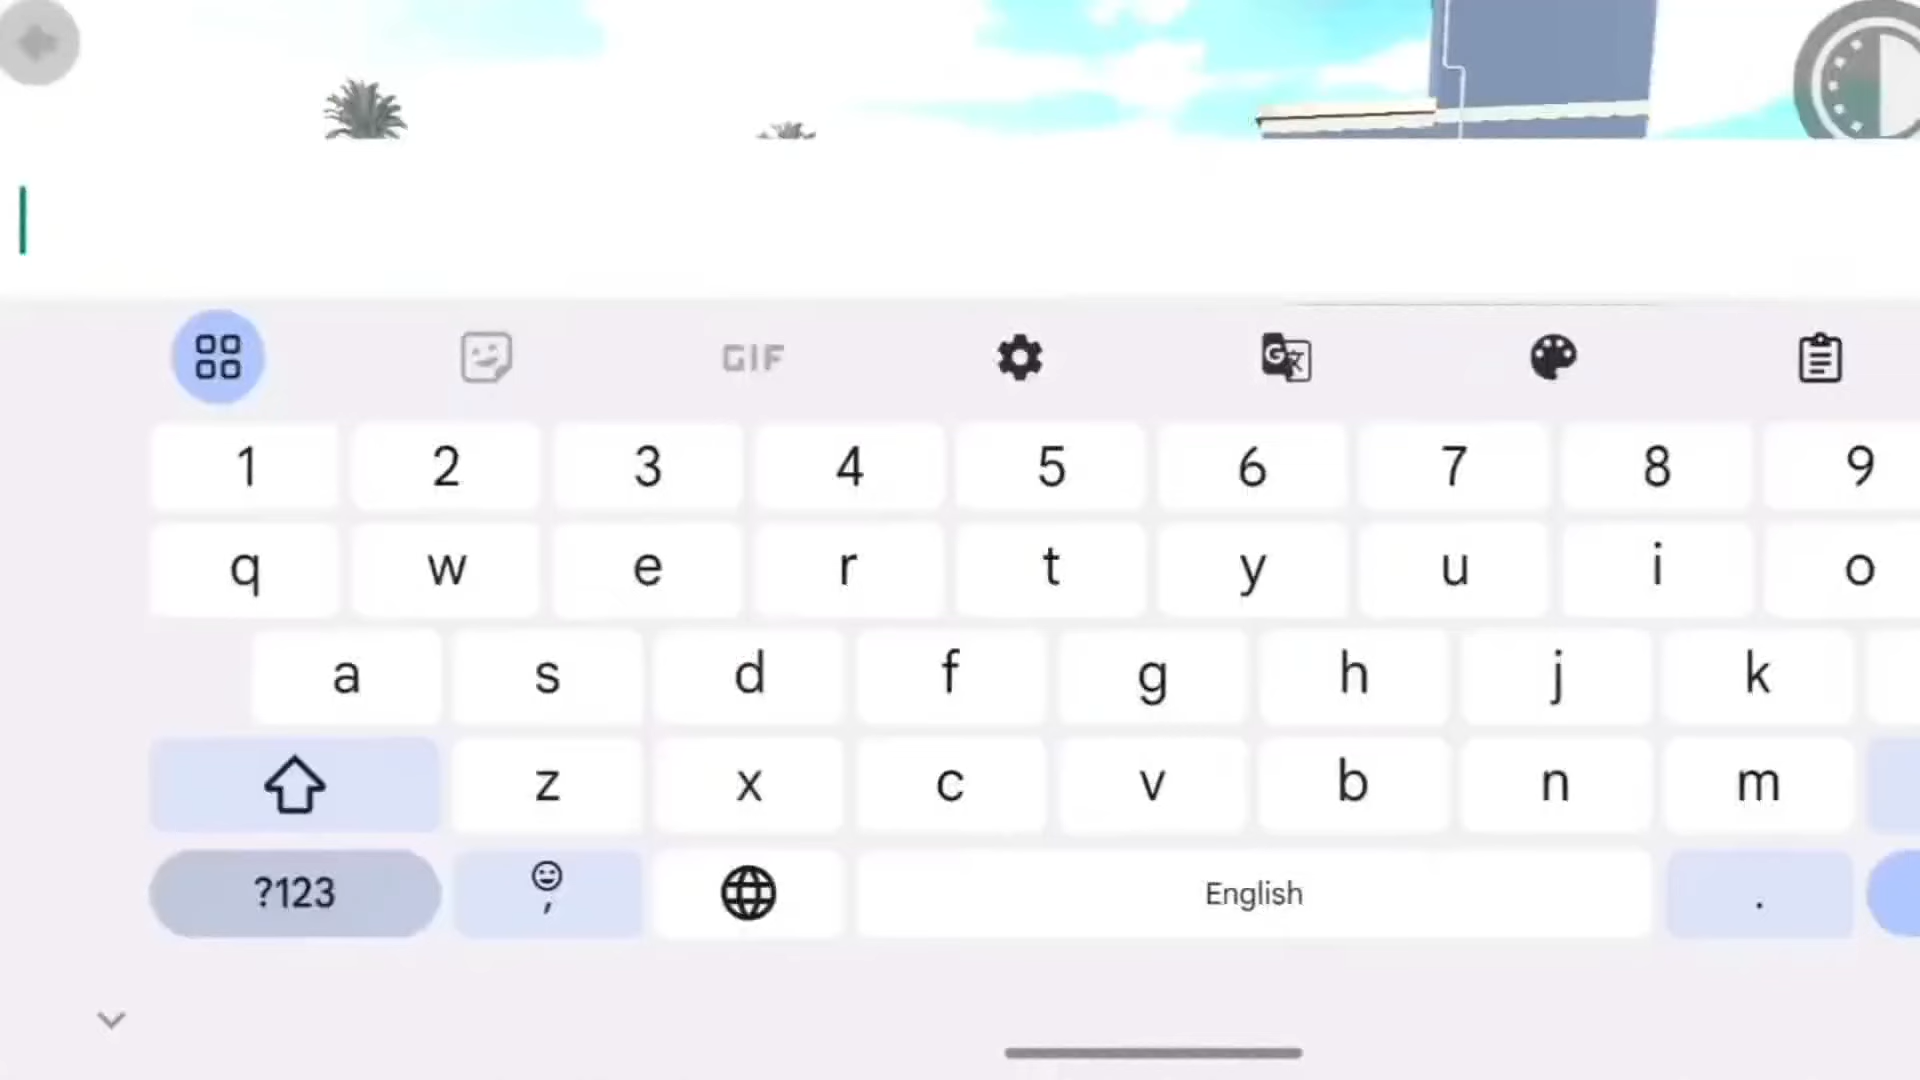 GIF
1 2 3 4 5 6 7 8 9
q w e r t y u i o
a s d f g h j k
z x c v b n m
?123 , English .